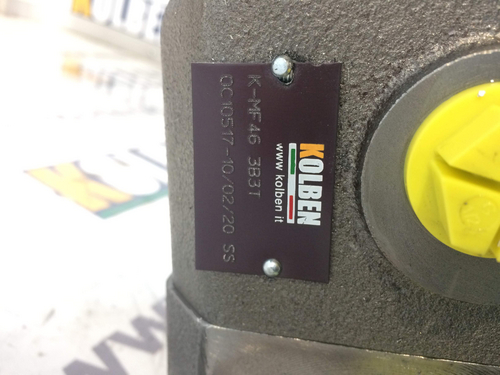 KOLBEN
www.kolben.it
K-MF46 3B3T
OC10517-10/02/20 SS